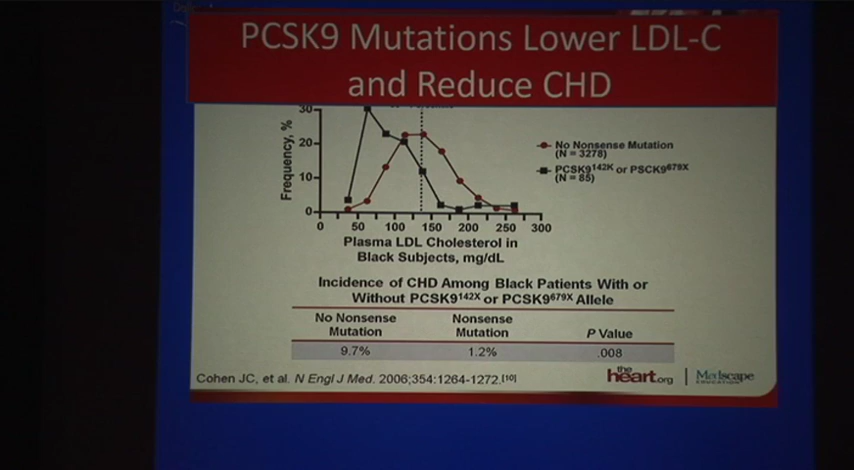 PCSK9 Mutations Lower LDL-C
and Reduce CHD
Frequency, %
30
20
10
0
0 50 100 150 200 250 300
Plasma LDL Cholesterol in
Black Subjects, mg/dL
No Nonsense Mutation
(N = 3278)
PCSK9¹⁴²ᴷ or PSCK9⁶⁷⁹ˣ
(N = 85)
Incidence of CHD Among Black Patients With or
Without PCSK9¹⁴²ˣ or PCSK9⁶⁷⁹ˣ Allele
No Nonsense Mutation
Nonsense Mutation
P Value
9.7% 1.2% .008
Cohen JC, et al. N Engl J Med. 2006;354:1264-1272.[10]
theheart.org | Medscape
EDUCATION